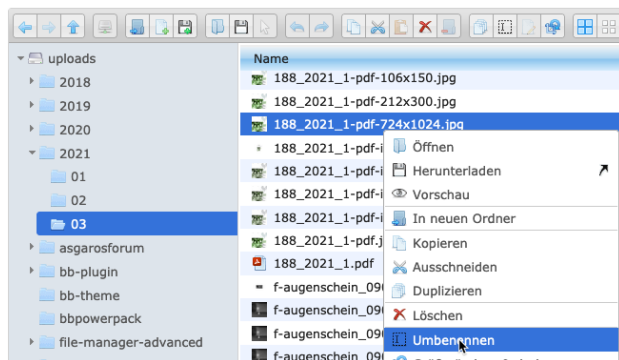 uploads
2018
2019
2020
2021
01
02
03
asgarosforum
bb-plugin
bb-theme
bbpowerpack
file-manager-advanced
Name
188_2021_1-pdf-106x150.jpg
188_2021_1-pdf-212x300.jpg
188_2021_1-pdf-724x1024.jpg
188_2021_1-pdf-i
188_2021_1-pdf-i
188_2021_1-pdf-i
188_2021_1-pdf-i
188_2021_1-pdf.j
188_2021_1.pdf
f-augenschein_09
f-augenschein_09
f-augenschein_09
f-augenschein_09
Öffnen
Herunterladen
Vorschau
In neuen Ordner
Kopieren
Ausschneiden
Duplizieren
Löschen
Umbenennen